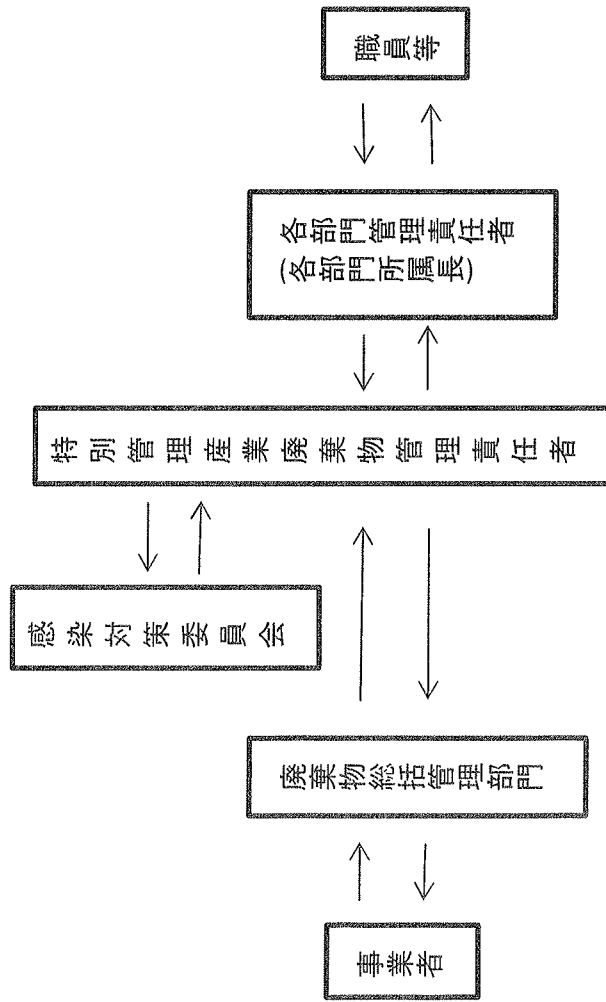 事業者
廃棄物総括管理部門
感染対策委員会
特別管理産業廃棄物管理責任者
各部門管理責任者
(各部門所属長)
職員等